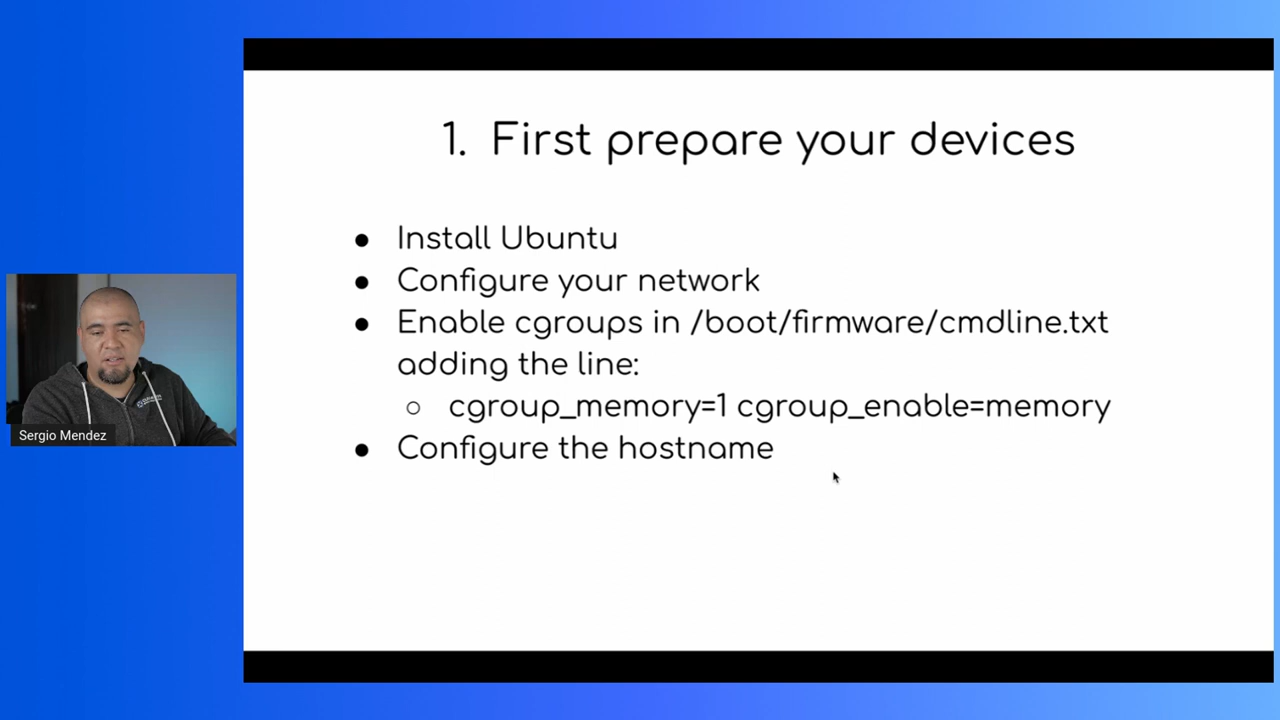 1. First prepare your devices
● Install Ubuntu
● Configure your network
● Enable cgroups in /boot/firmware/cmdline.txt
adding the line:
○ cgroup_memory=1 cgroup_enable=memory
● Configure the hostname
Sergio Mendez